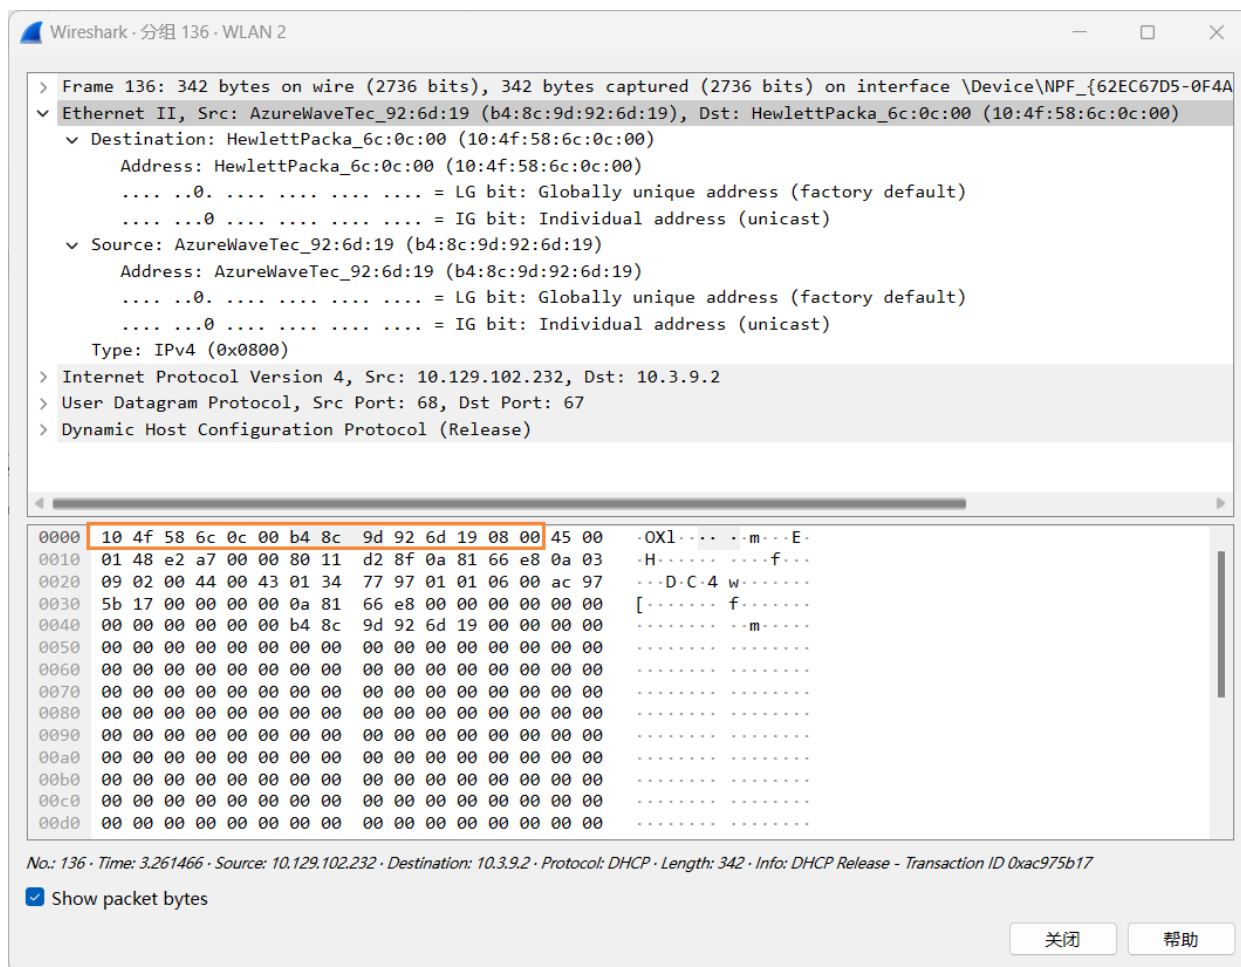 Wireshark · 分组 136 · WLAN 2
Frame 136: 342 bytes on wire (2736 bits), 342 bytes captured (2736 bits) on interface \Device\NPF_{62EC67D5-0F4A
Ethernet II, Src: AzureWaveTec_92:6d:19 (b4:8c:9d:92:6d:19), Dst: HewlettPacka_6c:0c:00 (10:4f:58:6c:0c:00)
Destination: HewlettPacka_6c:0c:00 (10:4f:58:6c:0c:00)
Address: HewlettPacka_6c:0c:00 (10:4f:58:6c:0c:00)
.... ..0. .... .... .... .... = LG bit: Globally unique address (factory default)
.... ...0 .... .... .... .... = IG bit: Individual address (unicast)
Source: AzureWaveTec_92:6d:19 (b4:8c:9d:92:6d:19)
Address: AzureWaveTec_92:6d:19 (b4:8c:9d:92:6d:19)
.... ..0. .... .... .... .... = LG bit: Globally unique address (factory default)
.... ...0 .... .... .... .... = IG bit: Individual address (unicast)
Type: IPv4 (0x0800)
Internet Protocol Version 4, Src: 10.129.102.232, Dst: 10.3.9.2
User Datagram Protocol, Src Port: 68, Dst Port: 67
Dynamic Host Configuration Protocol (Release)
0000 10 4f 58 6c 0c 00 b4 8c 9d 92 6d 19 08 00 45 00 ·OXl···· ··m···E·
0010 01 48 e2 a7 00 00 80 11 d2 8f 0a 81 66 e8 0a 03 ·H······ ····f···
0020 09 02 00 44 00 43 01 34 77 97 01 01 06 00 ac 97 ···D·C·4 w·······
0030 5b 17 00 00 00 00 0a 81 66 e8 00 00 00 00 00 00 [······· f·······
0040 00 00 00 00 00 00 b4 8c 9d 92 6d 19 00 00 00 00 ········ ··m·····
0050 00 00 00 00 00 00 00 00 00 00 00 00 00 00 00 00 ········ ········
0060 00 00 00 00 00 00 00 00 00 00 00 00 00 00 00 00 ········ ········
0070 00 00 00 00 00 00 00 00 00 00 00 00 00 00 00 00 ········ ········
0080 00 00 00 00 00 00 00 00 00 00 00 00 00 00 00 00 ········ ········
0090 00 00 00 00 00 00 00 00 00 00 00 00 00 00 00 00 ········ ········
00a0 00 00 00 00 00 00 00 00 00 00 00 00 00 00 00 00 ········ ········
00b0 00 00 00 00 00 00 00 00 00 00 00 00 00 00 00 00 ········ ········
00c0 00 00 00 00 00 00 00 00 00 00 00 00 00 00 00 00 ········ ········
00d0 00 00 00 00 00 00 00 00 00 00 00 00 00 00 00 00 ········ ········
No.: 136 · Time: 3.261466 · Source: 10.129.102.232 · Destination: 10.3.9.2 · Protocol: DHCP · Length: 342 · Info: DHCP Release - Transaction ID 0xac975b17
Show packet bytes
关闭 帮助